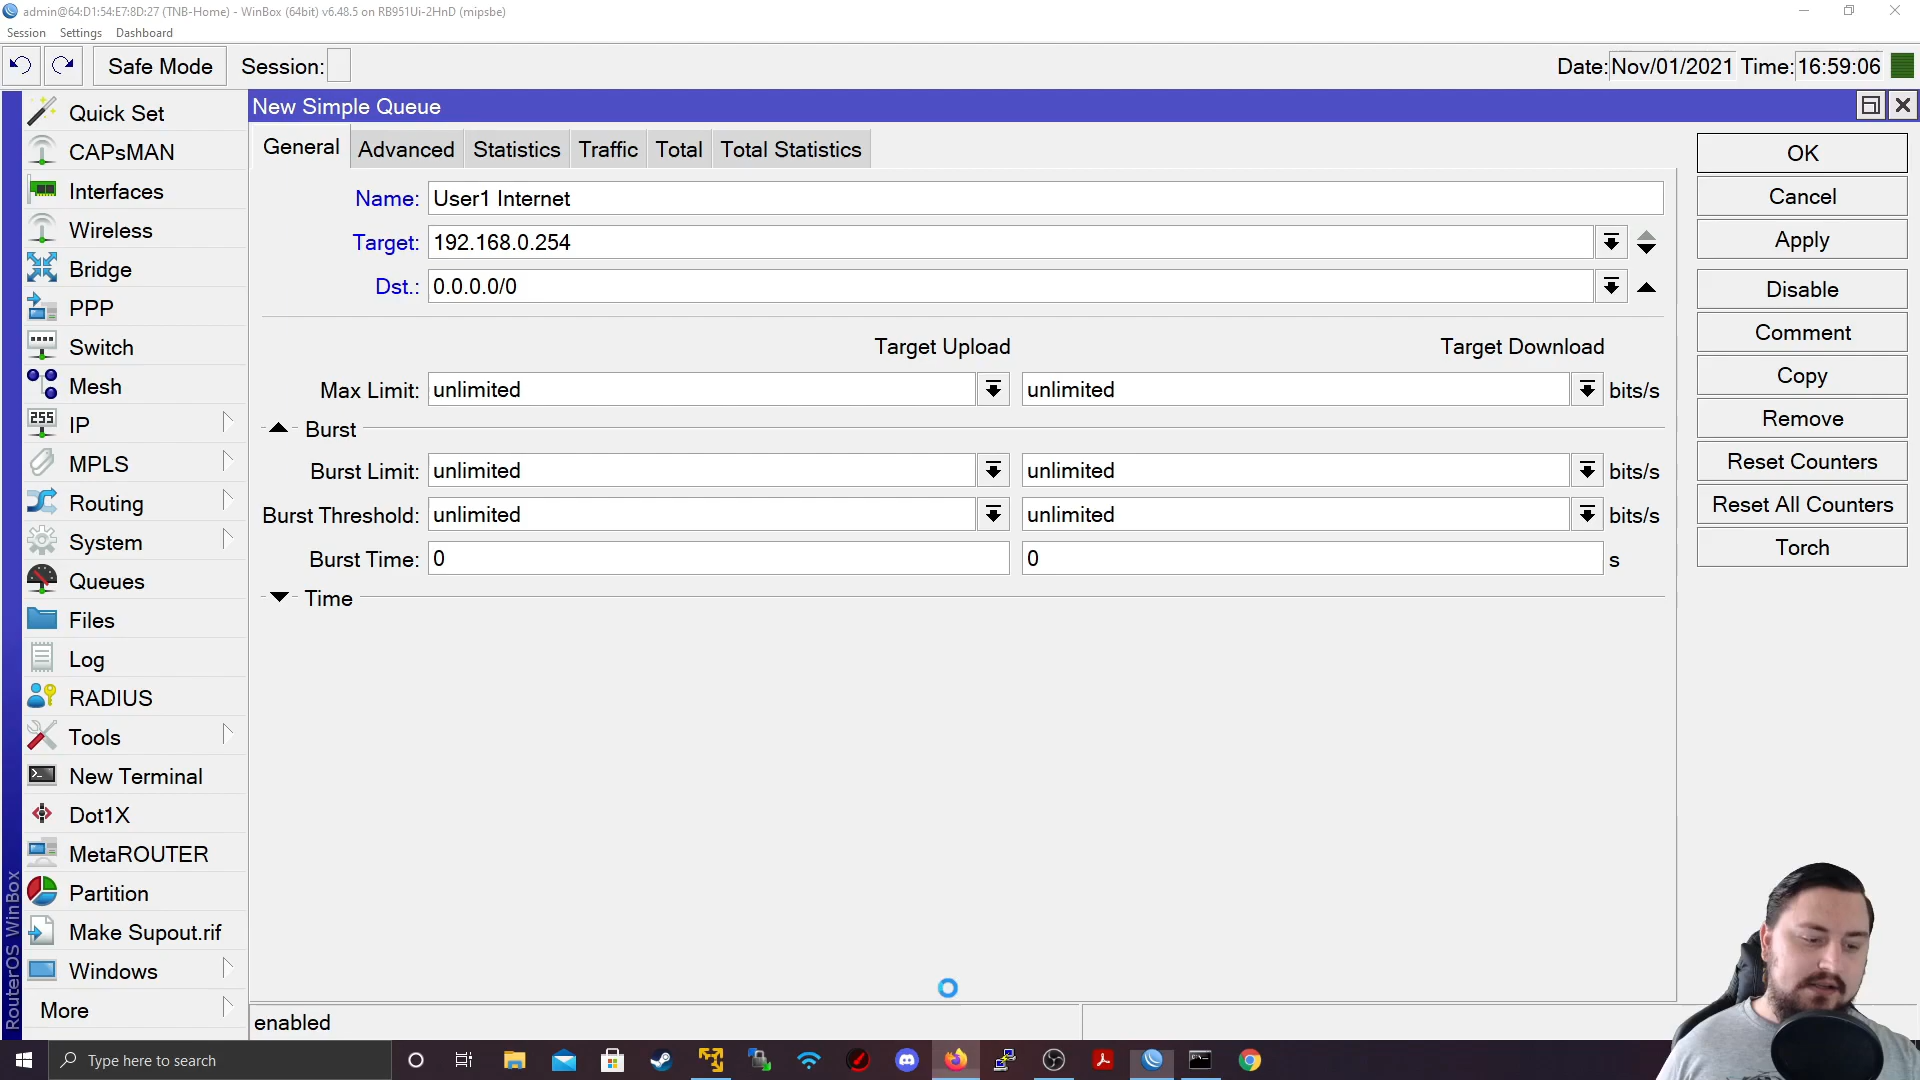 admin@64:D1:54:E7:8D:27 (TNB-Home) - WinBox (64bit) v6.48.5 on RB951Ui-2HnD (mipsbe)
Session Settings Dashboard
Safe Mode Session: Date: Nov/01/2021 Time: 16:59:06
Quick Set
CAPsMAN
Interfaces
Wireless
Bridge
PPP
Switch
Mesh
255 IP
MPLS
Routing
System
Queues
Files
Log
RADIUS
Tools
New Terminal
Dot1X
MetaROUTER
Partition
Make Supout.rif
Windows
More
RouterOS WinBox
New Simple Queue
General Advanced Statistics Traffic Total Total Statistics
Name: User1 Internet
Target: 192.168.0.254
Dst.: 0.0.0.0/0
Target Upload Target Download
Max Limit: unlimited unlimited bits/s
Burst
Burst Limit: unlimited unlimited bits/s
Burst Threshold: unlimited unlimited bits/s
Burst Time: 0 0 s
Time
enabled
OK
Cancel
Apply
Disable
Comment
Copy
Remove
Reset Counters
Reset All Counters
Torch
Type here to search